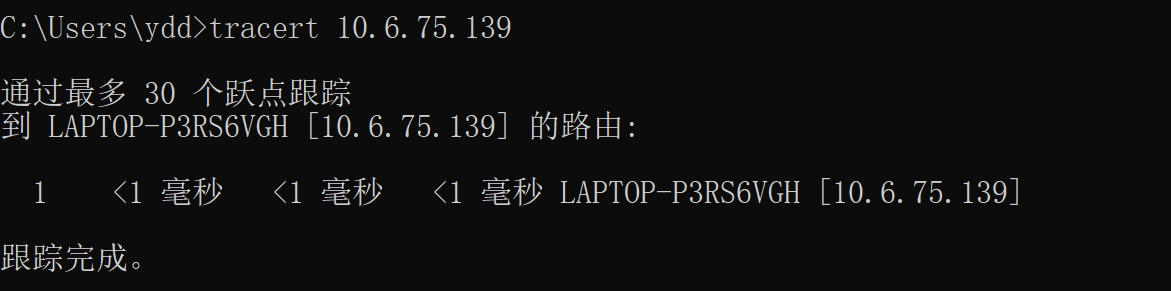 C:\Users\ydd>tracert 10.6.75.139
通过最多 30 个跃点跟踪
到 LAPTOP-P3RS6VGH [10.6.75.139] 的路由:
1 <1 毫秒 <1 毫秒 <1 毫秒 LAPTOP-P3RS6VGH [10.6.75.139]
跟踪完成。